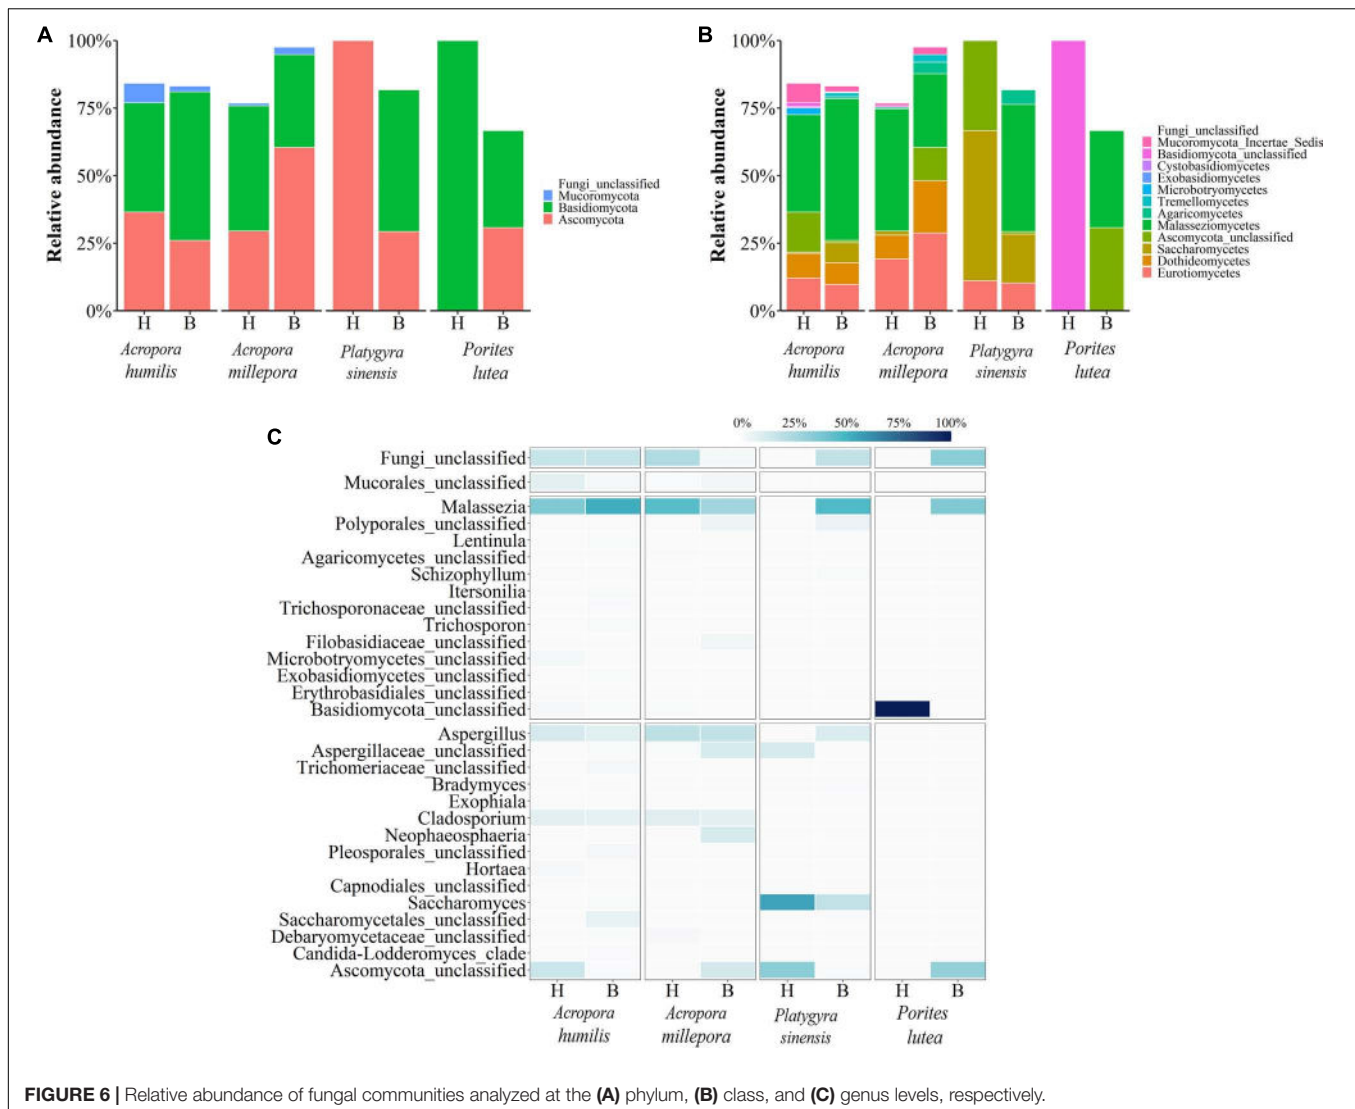 A
100%
75%
50%
25%
0%
Relative abundance
H B H B H B H B
Acropora humilis
Acropora millepora
Platygyra sinensis
Porites lutea
Fungi_unclassified
Mucoromycota
Basidiomycota
Ascomycota
B
100%
75%
50%
25%
0%
Relative abundance
H B H B H B H B
Acropora humilis
Acropora millepora
Platygyra sinensis
Porites lutea
Fungi_unclassified
Mucoromycota_Incertae_Sedis
Basidiomycota_unclassified
Cystobasidiomycetes
Exobasidiomycetes
Microbotryomycetes
Tremellomycetes
Agaricomycetes
Malasseziomycetes
Ascomycota_unclassified
Saccharomycetes
Dothideomycetes
Eurotiomycetes
C
0% 25% 50% 75% 100%
Fungi_unclassified
Mucorales_unclassified
Malassezia
Polyporales_unclassified
Lentinula
Agaricomycetes_unclassified
Schizophyllum
Itersonilia
Trichosporonaceae_unclassified
Trichosporon
Filobasidiaceae_unclassified
Microbotryomycetes_unclassified
Exobasidiomycetes_unclassified
Erythrobasidiales_unclassified
Basidiomycota_unclassified
Aspergillus
Aspergillaceae_unclassified
Trichomeriaceae_unclassified
Bradymyces
Exophiala
Cladosporium
Neophaeosphaeria
Pleosporales_unclassified
Hortaea
Capnodiales_unclassified
Saccharomyces
Saccharomycetales_unclassified
Debaryomycetaceae_unclassified
Candida-Lodderomyces_clade
Ascomycota_unclassified
H B H B H B H B
Acropora humilis
Acropora millepora
Platygyra sinensis
Porites lutea
FIGURE 6 | Relative abundance of fungal communities analyzed at the (A) phylum, (B) class, and (C) genus levels, respectively.